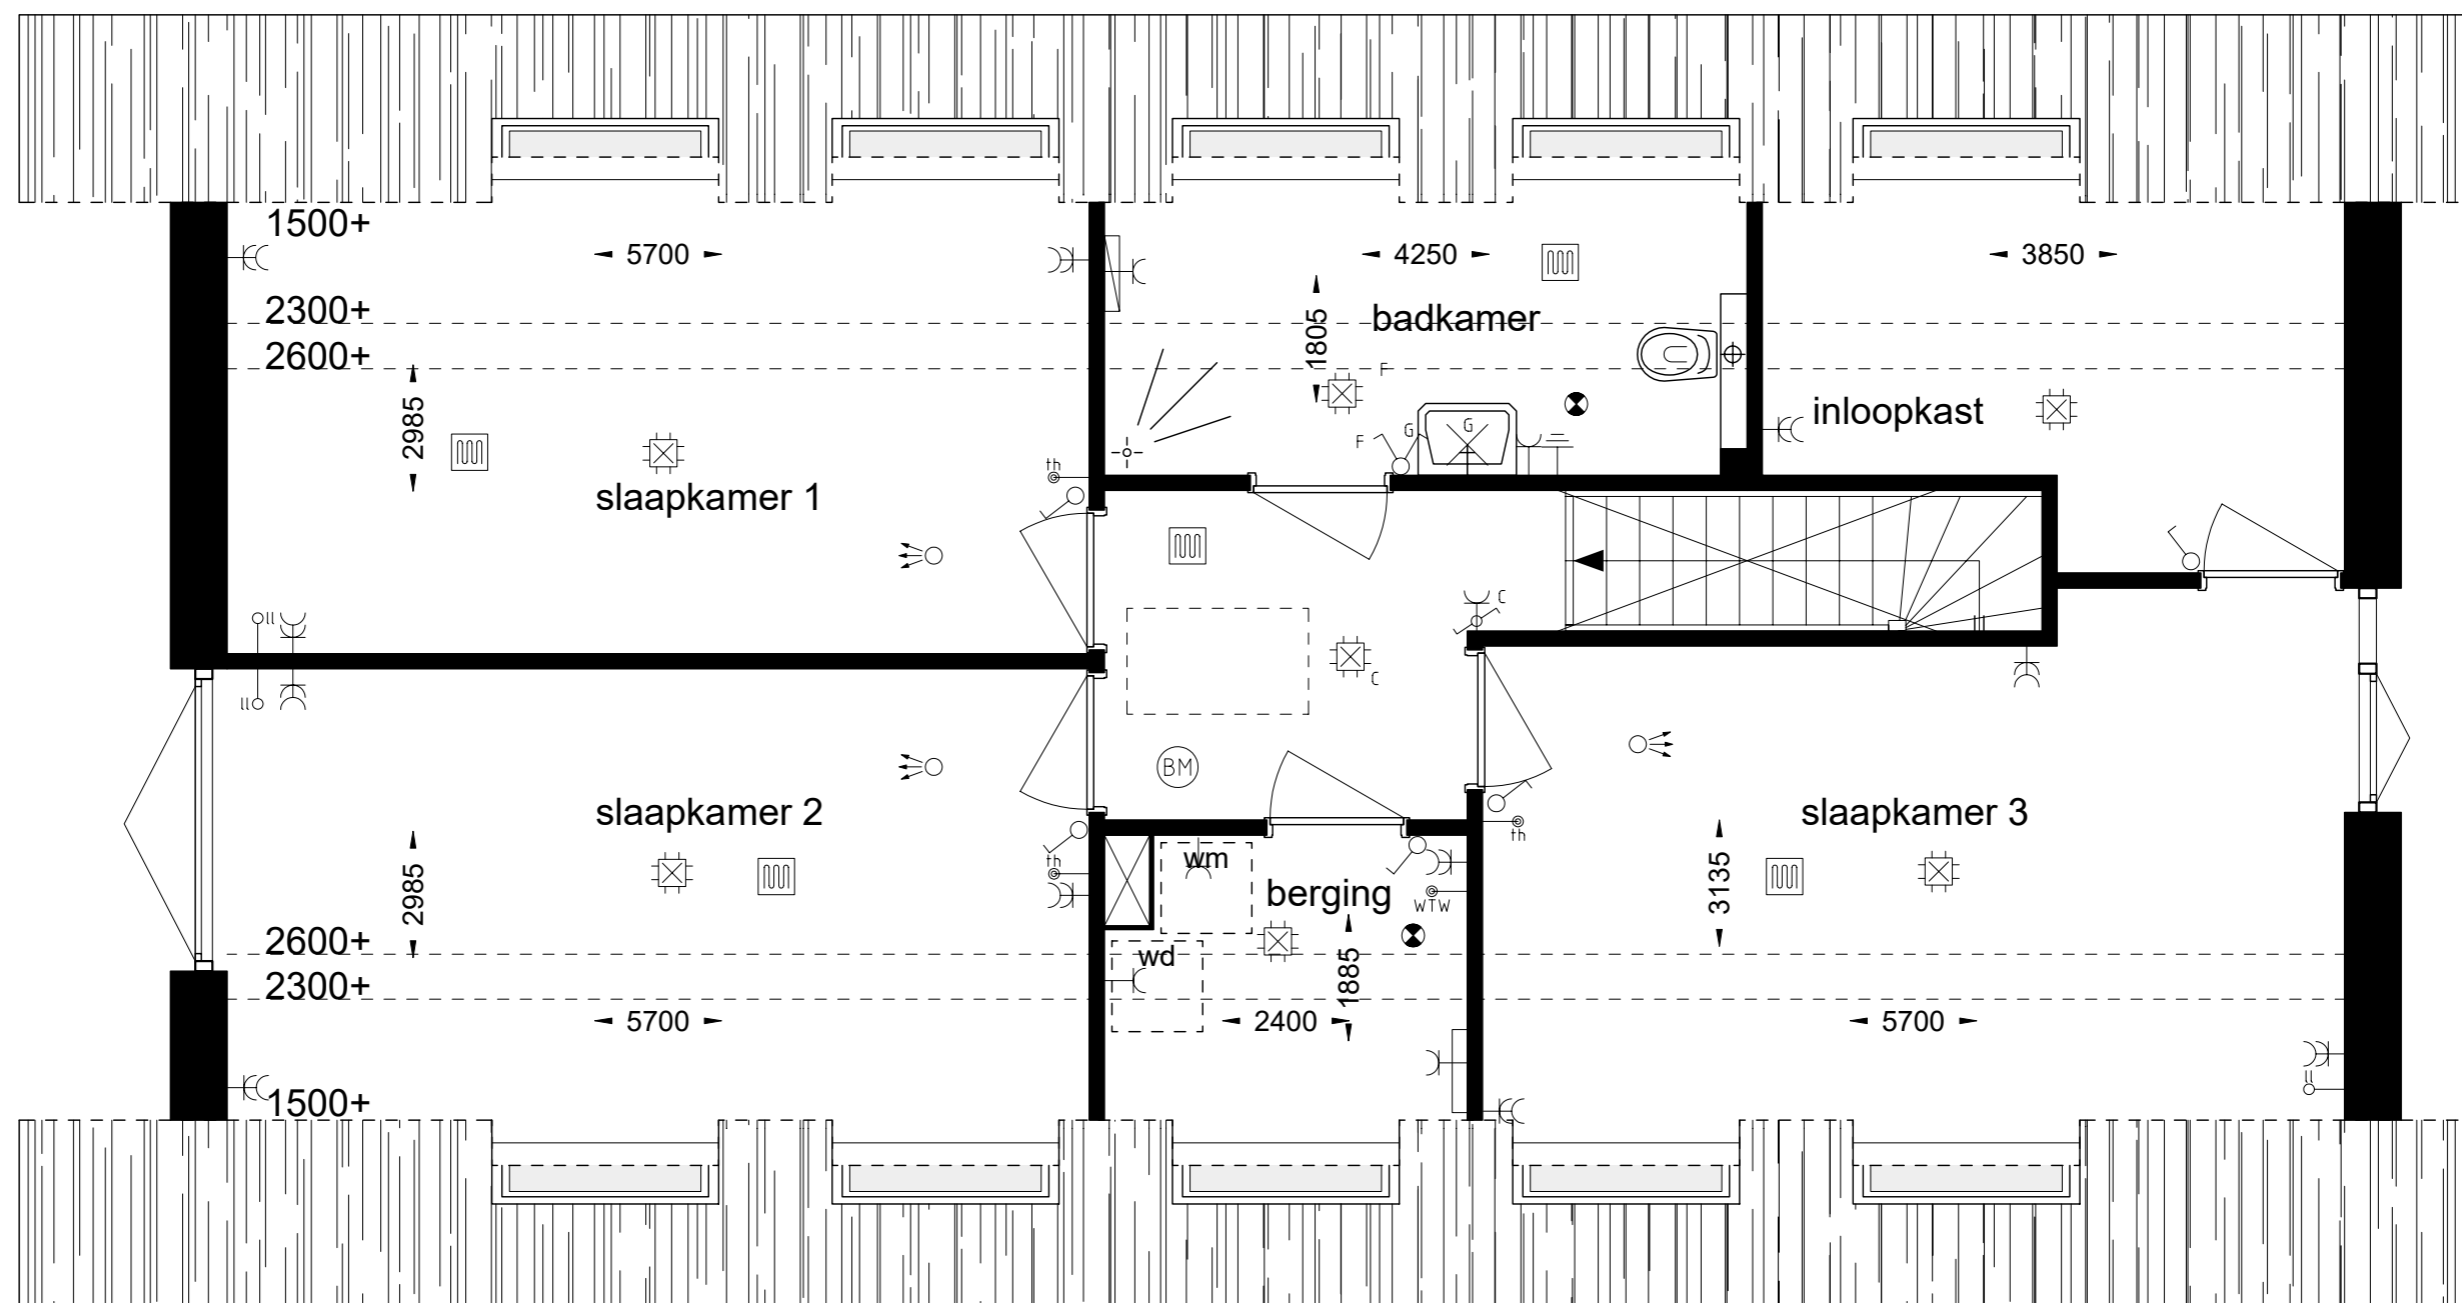 1500+
5700
4250
3850
2300+
badkamer
1805
2600+
F
inloopkast
2985
G
G
F
th
slaapkamer 1
C
ll
C
ll
BM
slaapkamer 2
slaapkamer 3
th
th
wm
berging
2985
3135
WTW
2600+
wd
1885
2300+
5700
2400
5700
ll
1500+